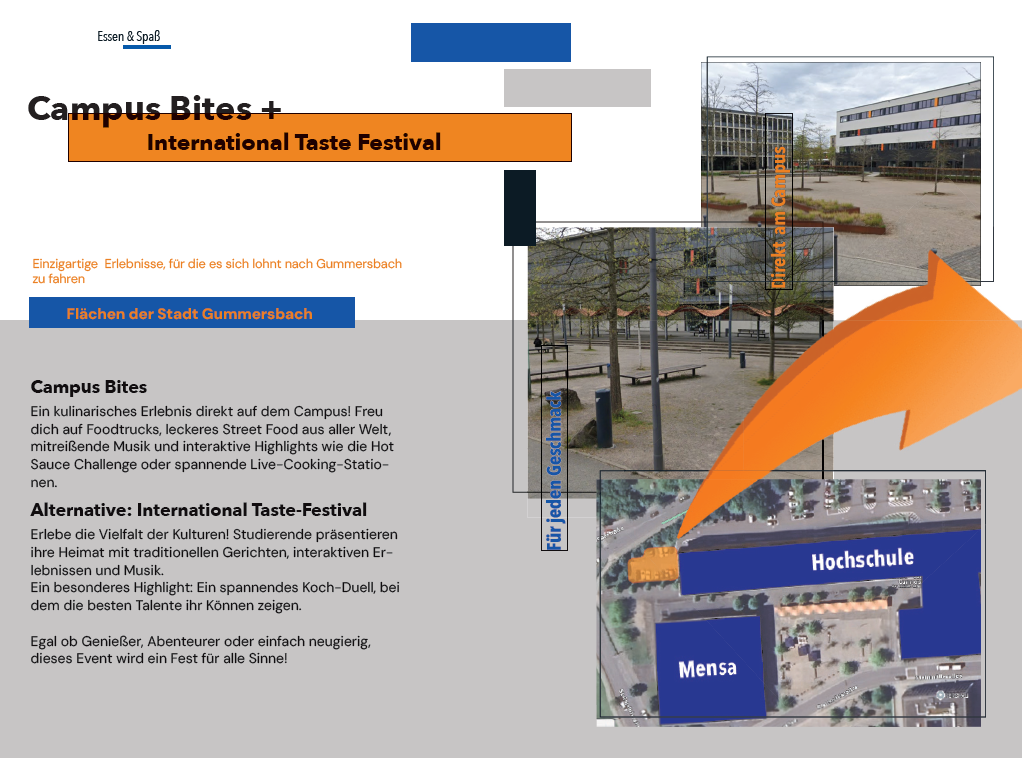 Essen & Spaß
Campus Bites +
International Taste Festival
Einzigartige Erlebnisse, für die es sich lohnt nach Gummersbach
zu fahren
Flächen der Stadt Gummersbach
Campus Bites
Ein kulinarisches Erlebnis direkt auf dem Campus! Freu
dich auf Foodtrucks, leckeres Street Food aus aller Welt,
mitreißende Musik und interaktive Highlights wie die Hot
Sauce Challenge oder spannende Live-Cooking-Statio-
nen.
Alternative: International Taste-Festival
Erlebe die Vielfalt der Kulturen! Studierende präsentieren
ihre Heimat mit traditionellen Gerichten, interaktiven Er-
lebnissen und Musik.
Ein besonderes Highlight: Ein spannendes Koch-Duell, bei
dem die besten Talente ihr Können zeigen.
Egal ob Genießer, Abenteurer oder einfach neugierig,
dieses Event wird ein Fest für alle Sinne!
Direkt am Campus
Für jeden Geschmack
Hochschule
Mensa